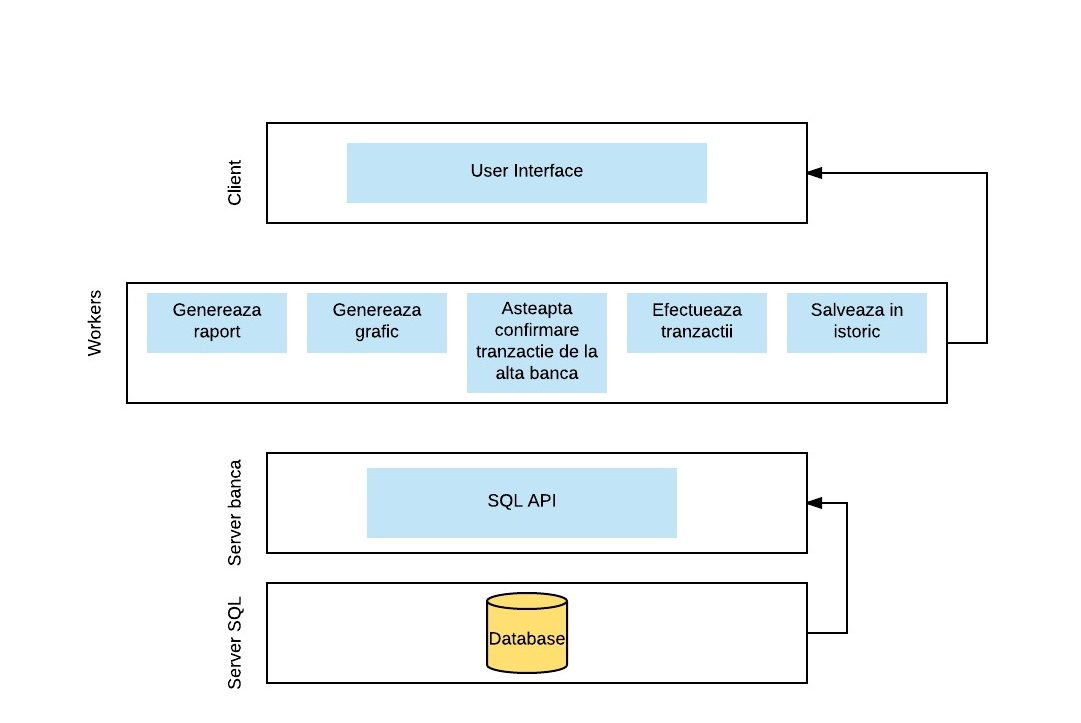 Client
User Interface
Workers
Genereaza
raport
Genereaza
grafic
Asteapta
confirmare
tranzactie de la
alta banca
Efectueaza
tranzactii
Salveaza in
istoric
Server banca
SQL API
Server SQL
Database